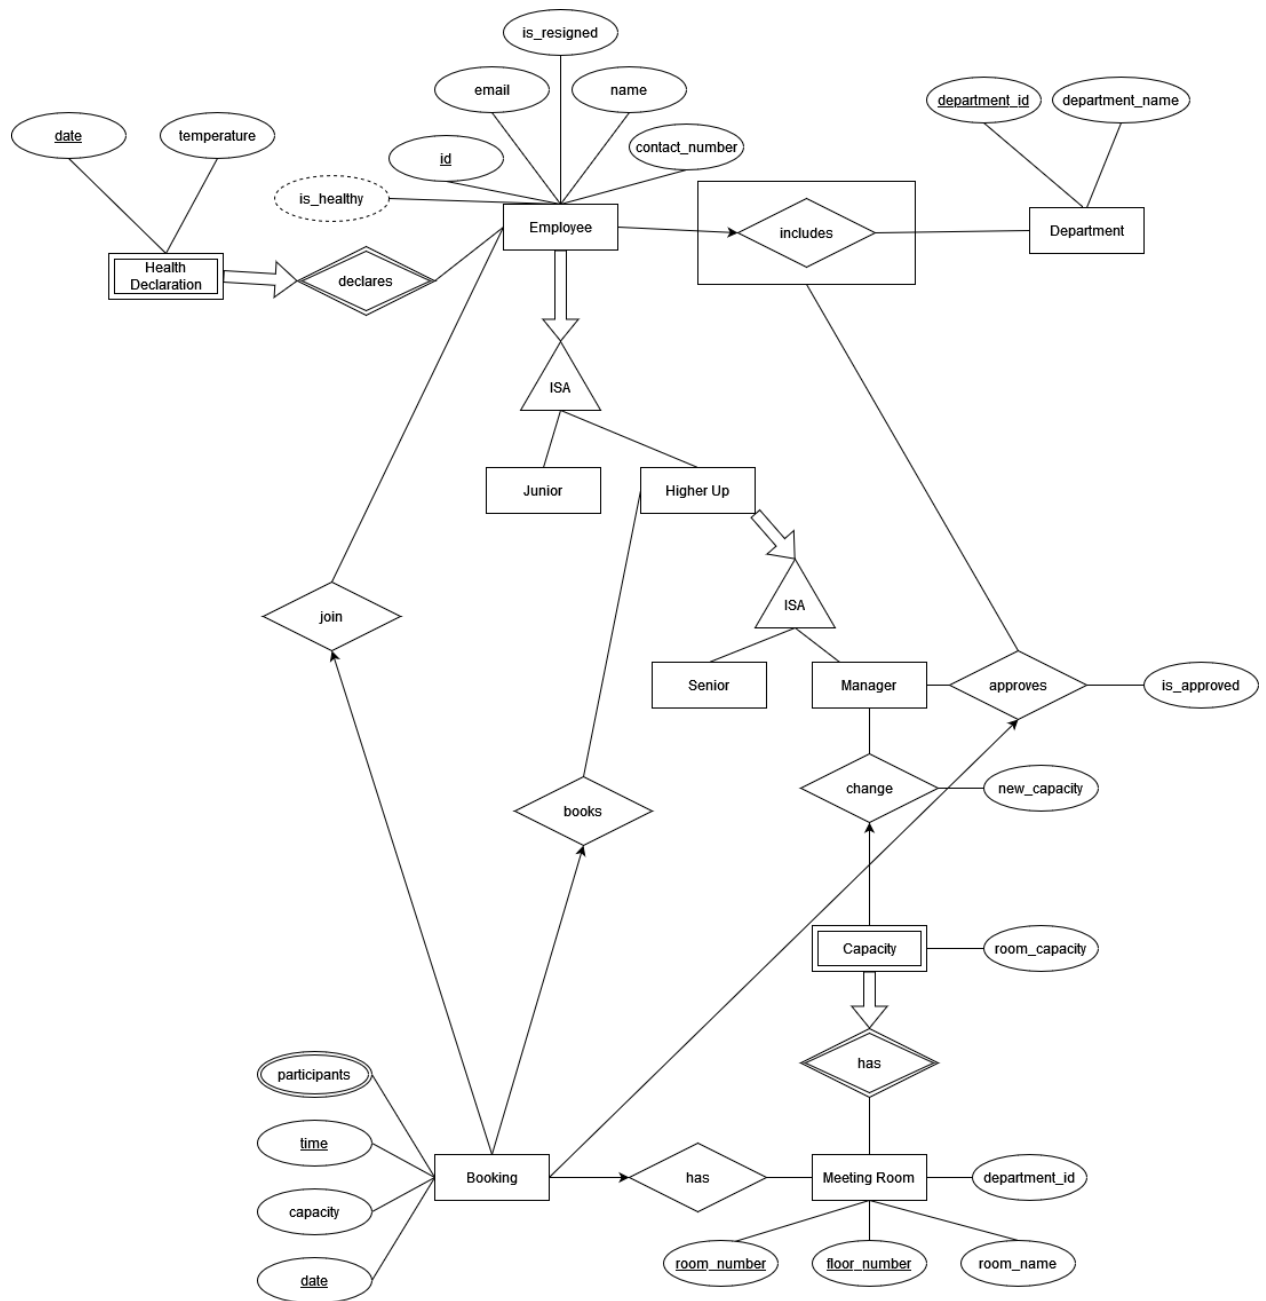 is_resigned
email
name
department_id
department_name
date
temperature
id
contact_number
is_healthy
Employee
includes
Department
Health
Declaration
declares
ISA
Junior
Higher Up
ISA
join
Senior
Manager
approves
is_approved
change
new_capacity
books
Capacity
room_capacity
has
participants
time
Booking
has
Meeting Room
department_id
capacity
room_number
floor_number
room_name
date